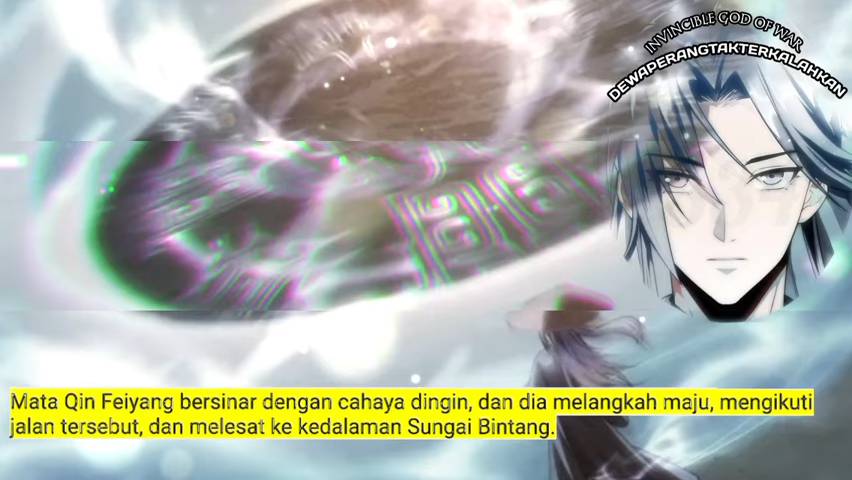 INVINCIBLE GOD OF WAR
DEWAPERANGTAKTERKALAHKAN
Mata Qin Feiyang bersinar dengan cahaya dingin, dan dia melangkah maju, mengikuti
jalan tersebut, dan melesat ke kedalaman Sungai Bintang.